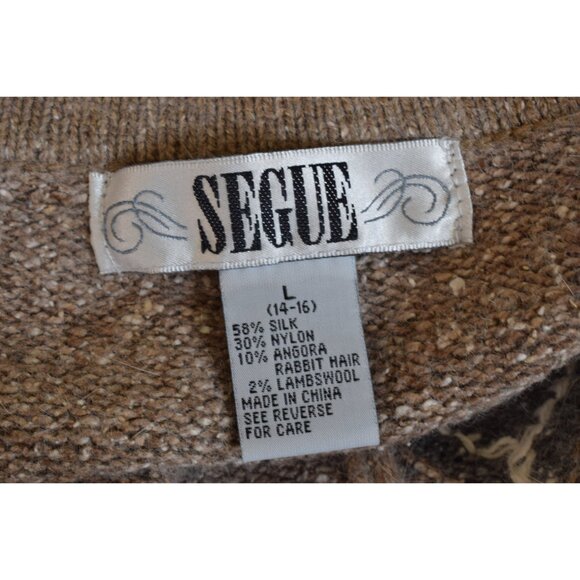 SEGUE
L
(14-16)
58% SILK
30% NYLON
10% ANGORA
RABBIT HAIR
2% LAMBSWOOL
MADE IN CHINA
SEE REVERSE
FOR CARE